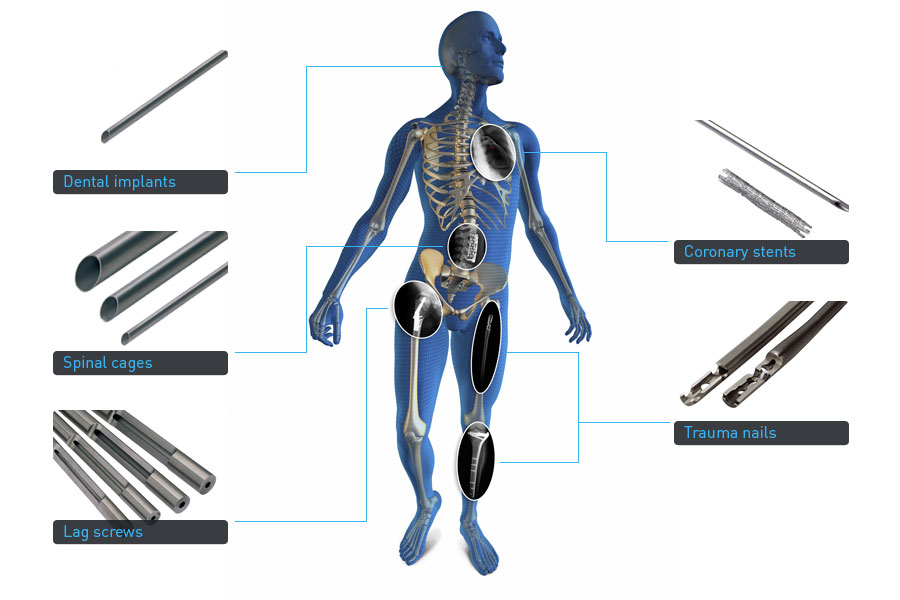 Dental implants
Spinal cages
Lag screws
Coronary stents
Trauma nails